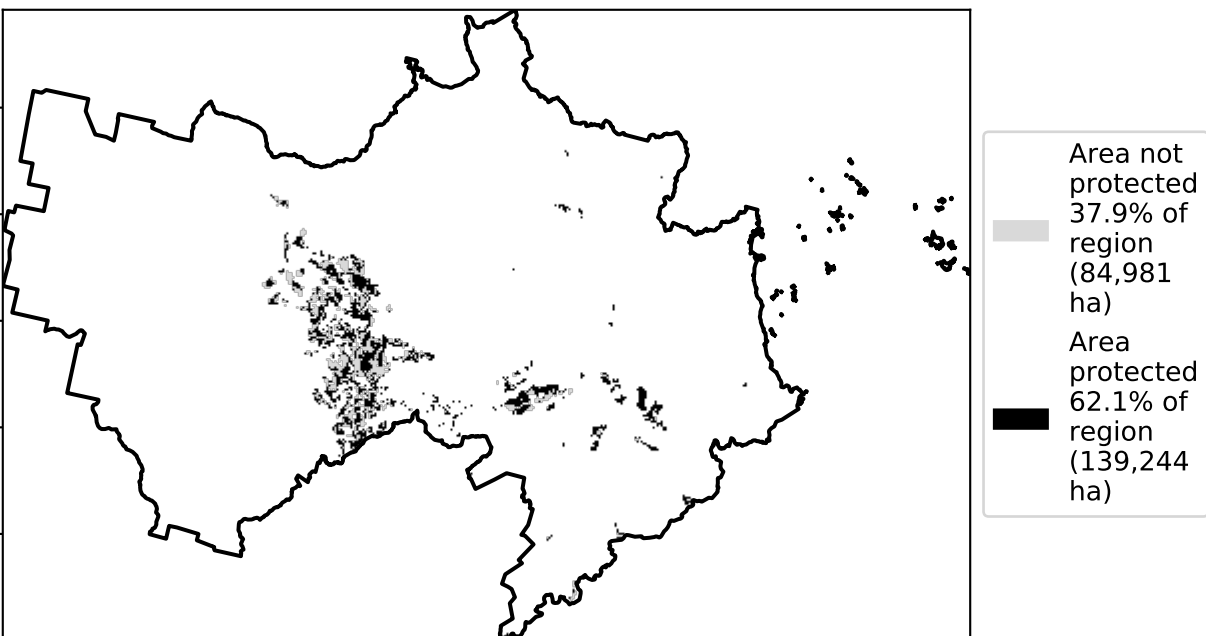 Area not
protected
37.9% of
region
(84,981
ha)
Area
protected
62.1% of
region
(139,244
ha)